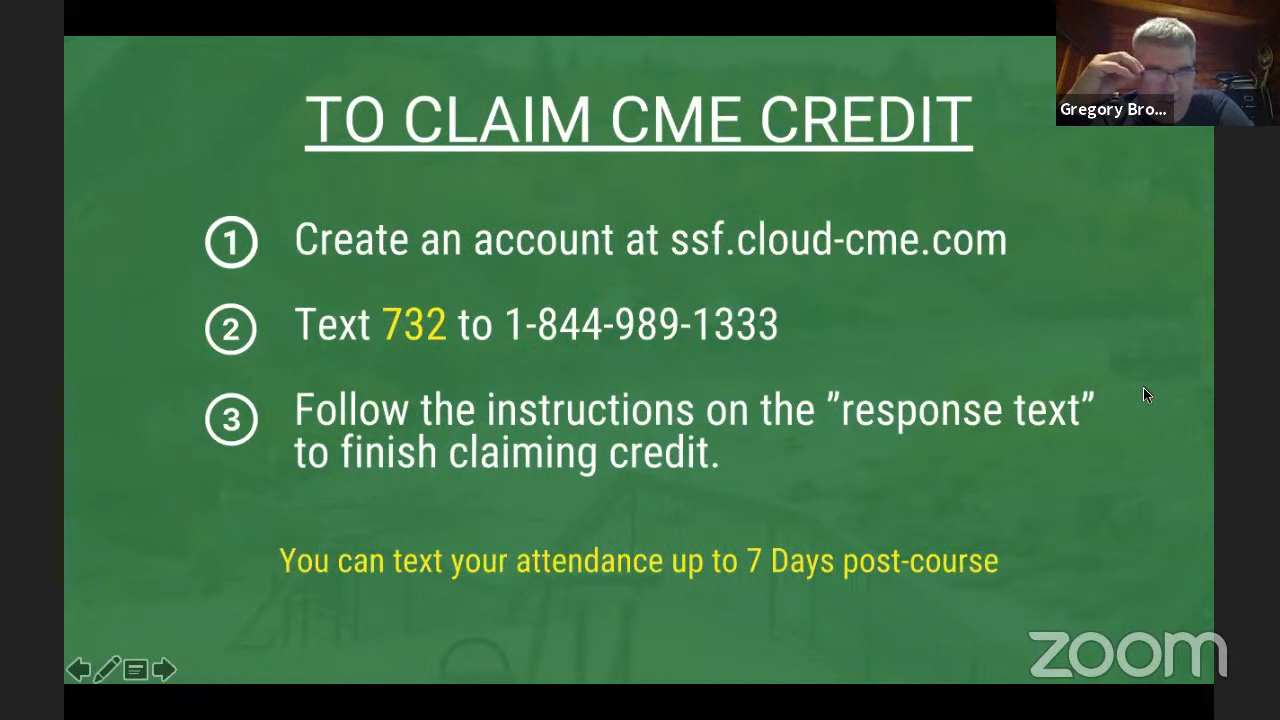 TO CLAIM CME CREDIT
Gregory Bro...
1 Create an account at ssf.cloud-cme.com
2 Text 732 to 1-844-989-1333
3 Follow the instructions on the ”response text”
to finish claiming credit.
You can text your attendance up to 7 Days post-course
zoom